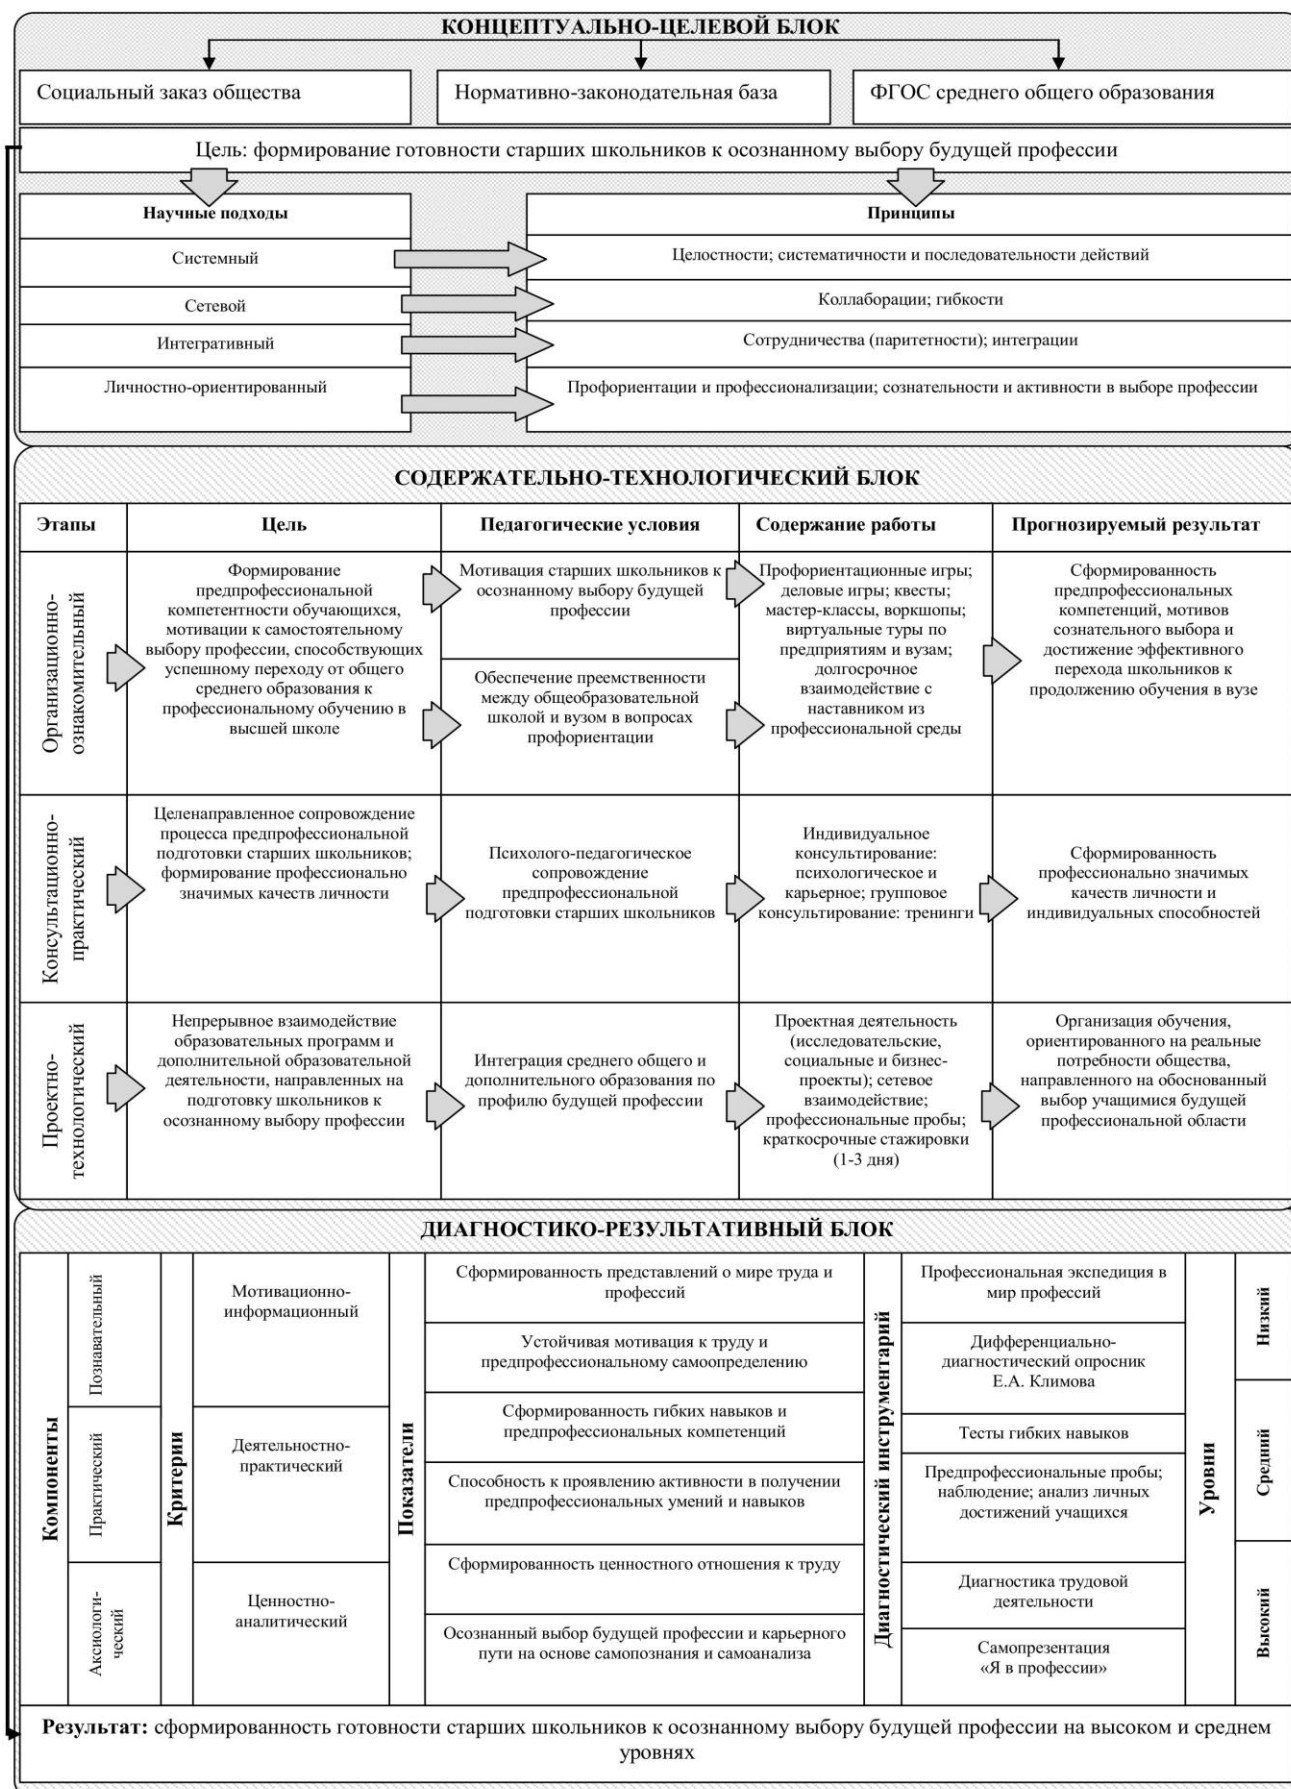 КОНЦЕПТУАЛЬНО-ЦЕЛЕВОЙ БЛОК
Социальный заказ общества
Нормативно-законодательная база
ФГОС среднего общего образования
Цель: формирование готовности старших школьников к осознанному выбору будущей профессии
Научные подходы
Принципы
Системный
Целостности; систематичности и последовательности действий
Сетевой
Коллаборации; гибкости
Интегративный
Сотрудничества (паритетности); интеграции
Личностно-ориентированный
Профориентации и профессионализации; сознательности и активности в выборе профессии
СОДЕРЖАТЕЛЬНО-ТЕХНОЛОГИЧЕСКИЙ БЛОК
Этапы
Цель
Педагогические условия
Содержание работы
Прогнозируемый результат
Организационно-
ознакомительный
Формирование
предпрофессиональной
компетентности обучающихся,
мотивации к самостоятельному
выбору профессии, способствующих
успешному переходу от общего
среднего образования к
профессиональному обучению в
высшей школе
Мотивация старших школьников к
осознанному выбору будущей
профессии
Обеспечение преемственности
между общеобразовательной
школой и вузом в вопросах
профориентации
Профориентационные игры;
деловые игры; квесты;
мастер-классы, воркшопы;
виртуальные туры по
предприятиям и вузам;
долгосрочное
взаимодействие с
наставником из
профессиональной среды
Сформированность
предпрофессиональных
компетенций, мотивов
сознательного выбора и
достижение эффективного
перехода школьников к
продолжению обучения в вузе
Консультационно-
практический
Целенаправленное сопровождение
процесса предпрофессиональной
подготовки старших школьников;
формирование профессионально
значимых качеств личности
Психолого-педагогическое
сопровождение
предпрофессиональной
подготовки старших школьников
Индивидуальное
консультирование:
психологическое и
карьерное; групповое
консультирование: тренинги
Сформированность
профессионально значимых
качеств личности и
индивидуальных способностей
Проектно-
технологический
Непрерывное взаимодействие
образовательных программ и
дополнительной образовательной
деятельности, направленных на
подготовку школьников к
осознанному выбору профессии
Интеграция среднего общего и
дополнительного образования по
профилю будущей профессии
Проектная деятельность
(исследовательские,
социальные и бизнес-
проекты); сетевое
взаимодействие;
профессиональные пробы;
краткосрочные стажировки
(1-3 дня)
Организация обучения,
ориентированного на реальные
потребности общества,
направленного на обоснованный
выбор учащимися будущей
профессиональной области
ДИАГНОСТИКО-РЕЗУЛЬТАТИВНЫЙ БЛОК
Компоненты
Познавательный
Практический
Аксиологи-
ческий
Критерии
Мотивационно-
информационный
Деятельностно-
практический
Ценностно-
аналитический
Показатели
Сформированность представлений о мире труда и
профессий
Устойчивая мотивация к труду и
предпрофессиональному самоопределению
Сформированность гибких навыков и
предпрофессиональных компетенций
Способность к проявлению активности в получении
предпрофессиональных умений и навыков
Сформированность ценностного отношения к труду
Осознанный выбор будущей профессии и карьерного
пути на основе самопознания и самоанализа
Диагностический инструментарий
Профессиональная экспедиция в
мир профессий
Дифференциально-
диагностический опросник
Е.А. Климова
Тесты гибких навыков
Предпрофессиональные пробы;
наблюдение; анализ личных
достижений учащихся
Диагностика трудовой
деятельности
Самопрезентация
«Я в профессии»
Уровни
Низкий
Средний
Высокий
Результат: сформированность готовности старших школьников к осознанному выбору будущей профессии на высоком и среднем
уровнях